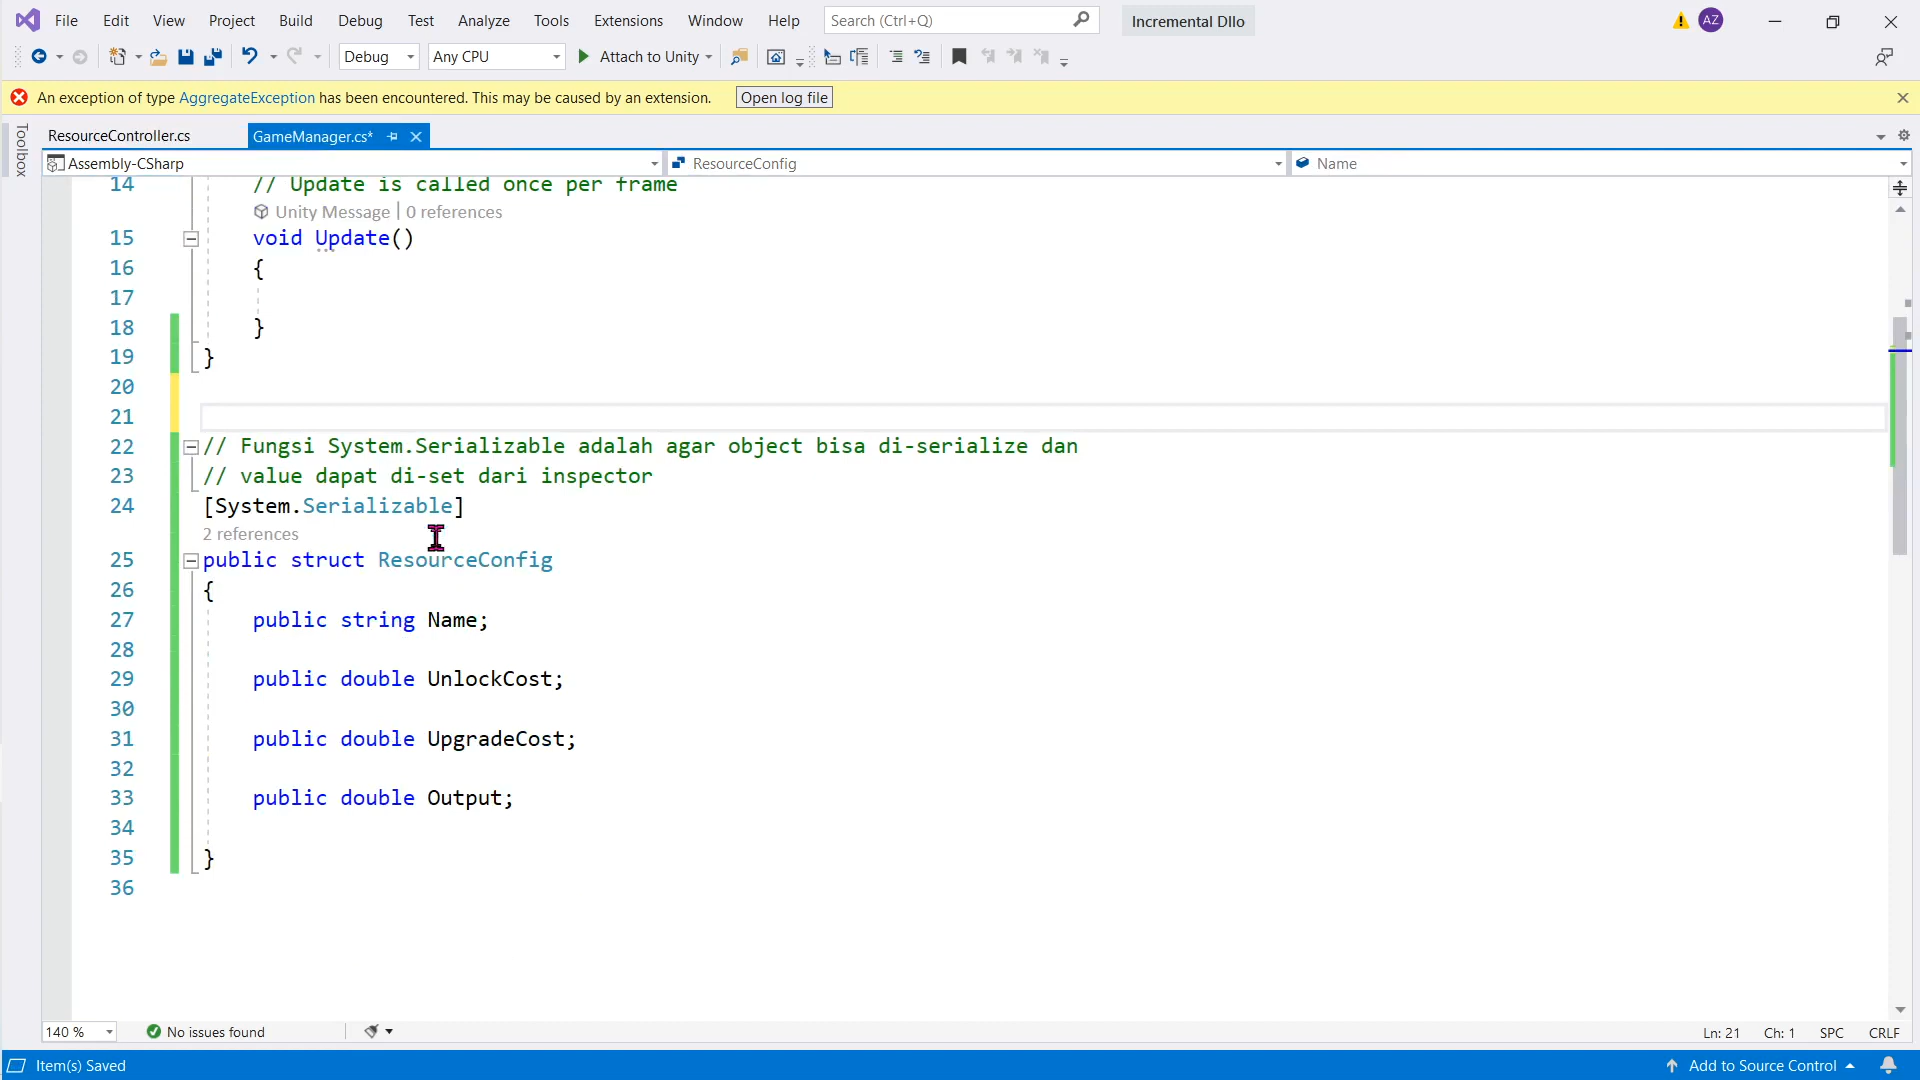 File Edit View Project Build Debug Test Analyze Tools Extensions Window Help Search (Ctrl+Q) Incremental DIlo AZ
Debug Any CPU Attach to Unity
An exception of type AggregateException has been encountered. This may be caused by an extension. Open log file
Toolbox
ResourceController.cs GameManager.cs*
Assembly-CSharp ResourceConfig Name
14 // Update is called once per frame
Unity Message | 0 references
15 void Update()
16 {
17
18 }
19 }
20
21
22 // Fungsi System.Serializable adalah agar object bisa di-serialize dan
23 // value dapat di-set dari inspector
24 [System.Serializable]
2 references
25 public struct ResourceConfig
26 {
27 public string Name;
28
29 public double UnlockCost;
30
31 public double UpgradeCost;
32
33 public double Output;
34
35 }
36
140 % No issues found Ln: 21 Ch: 1 SPC CRLF
Item(s) Saved Add to Source Control